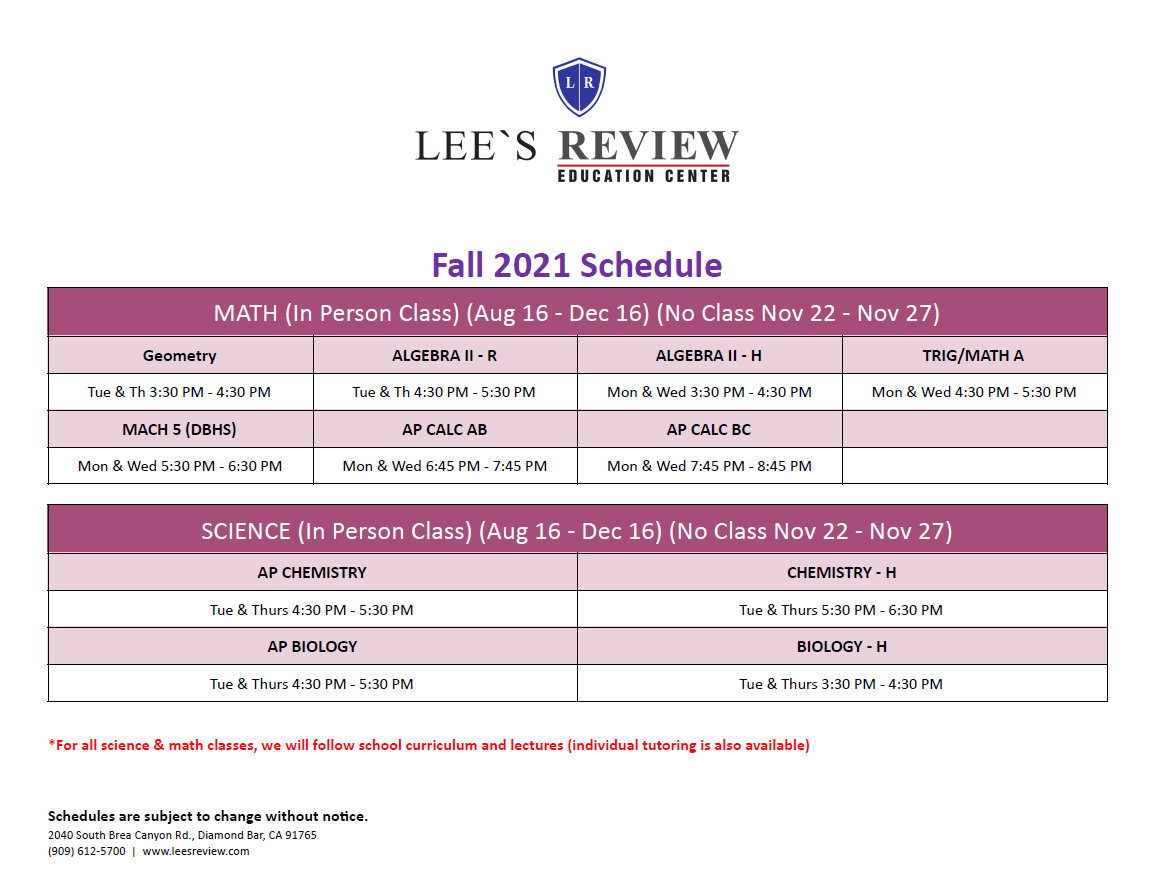 L R
LEE`S REVIEW
EDUCATION CENTER
Fall 2021 Schedule
MATH (In Person Class) (Aug 16 - Dec 16) (No Class Nov 22 - Nov 27)
Geometry ALGEBRA II - R ALGEBRA II - H TRIG/MATH A
Tue & Th 3:30 PM - 4:30 PM Tue & Th 4:30 PM - 5:30 PM Mon & Wed 3:30 PM - 4:30 PM Mon & Wed 4:30 PM - 5:30 PM
MACH 5 (DBHS) AP CALC AB AP CALC BC
Mon & Wed 5:30 PM - 6:30 PM Mon & Wed 6:45 PM - 7:45 PM Mon & Wed 7:45 PM - 8:45 PM
SCIENCE (In Person Class) (Aug 16 - Dec 16) (No Class Nov 22 - Nov 27)
AP CHEMISTRY CHEMISTRY - H
Tue & Thurs 4:30 PM - 5:30 PM Tue & Thurs 5:30 PM - 6:30 PM
AP BIOLOGY BIOLOGY - H
Tue & Thurs 4:30 PM - 5:30 PM Tue & Thurs 3:30 PM - 4:30 PM
*For all science & math classes, we will follow school curriculum and lectures (individual tutoring is also available)
Schedules are subject to change without notice.
2040 South Brea Canyon Rd., Diamond Bar, CA 91765
(909) 612-5700 | www.leesreview.com